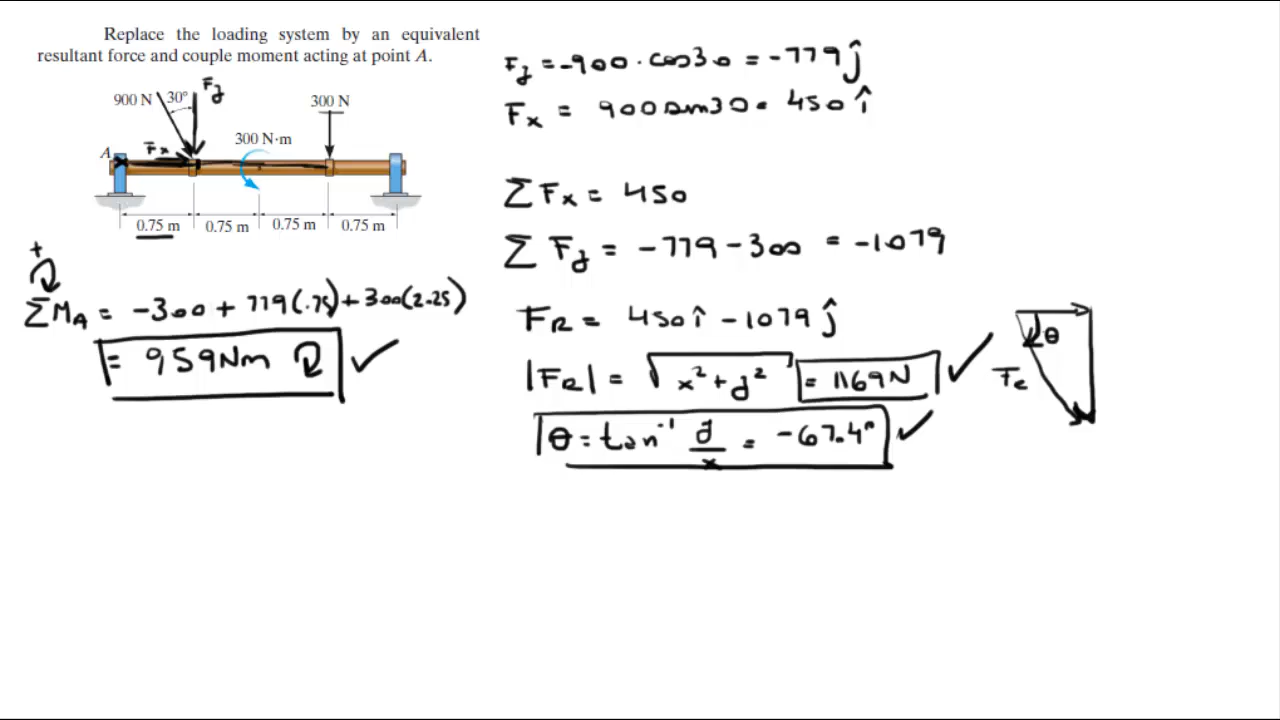 Replace the loading system by an equivalent
resultant force and couple moment acting at point A.
900 N 30° Fy 300 N
300 N·m
A Fx
0.75 m 0.75 m 0.75 m 0.75 m
+
ΣMA = -300 + 779(.75) + 300(2.25)
= 959Nm
Fy = -900 · cos30 = -779 ĵ
Fx = 900 sin30 = 450 î
Σ Fx = 450
Σ Fy = -779 - 300 = -1079
FR = 450 î - 1079 ĵ
|FR| = √x² + y² = 1169N
θ = tan⁻¹ y/x = -67.4°
θ
FR